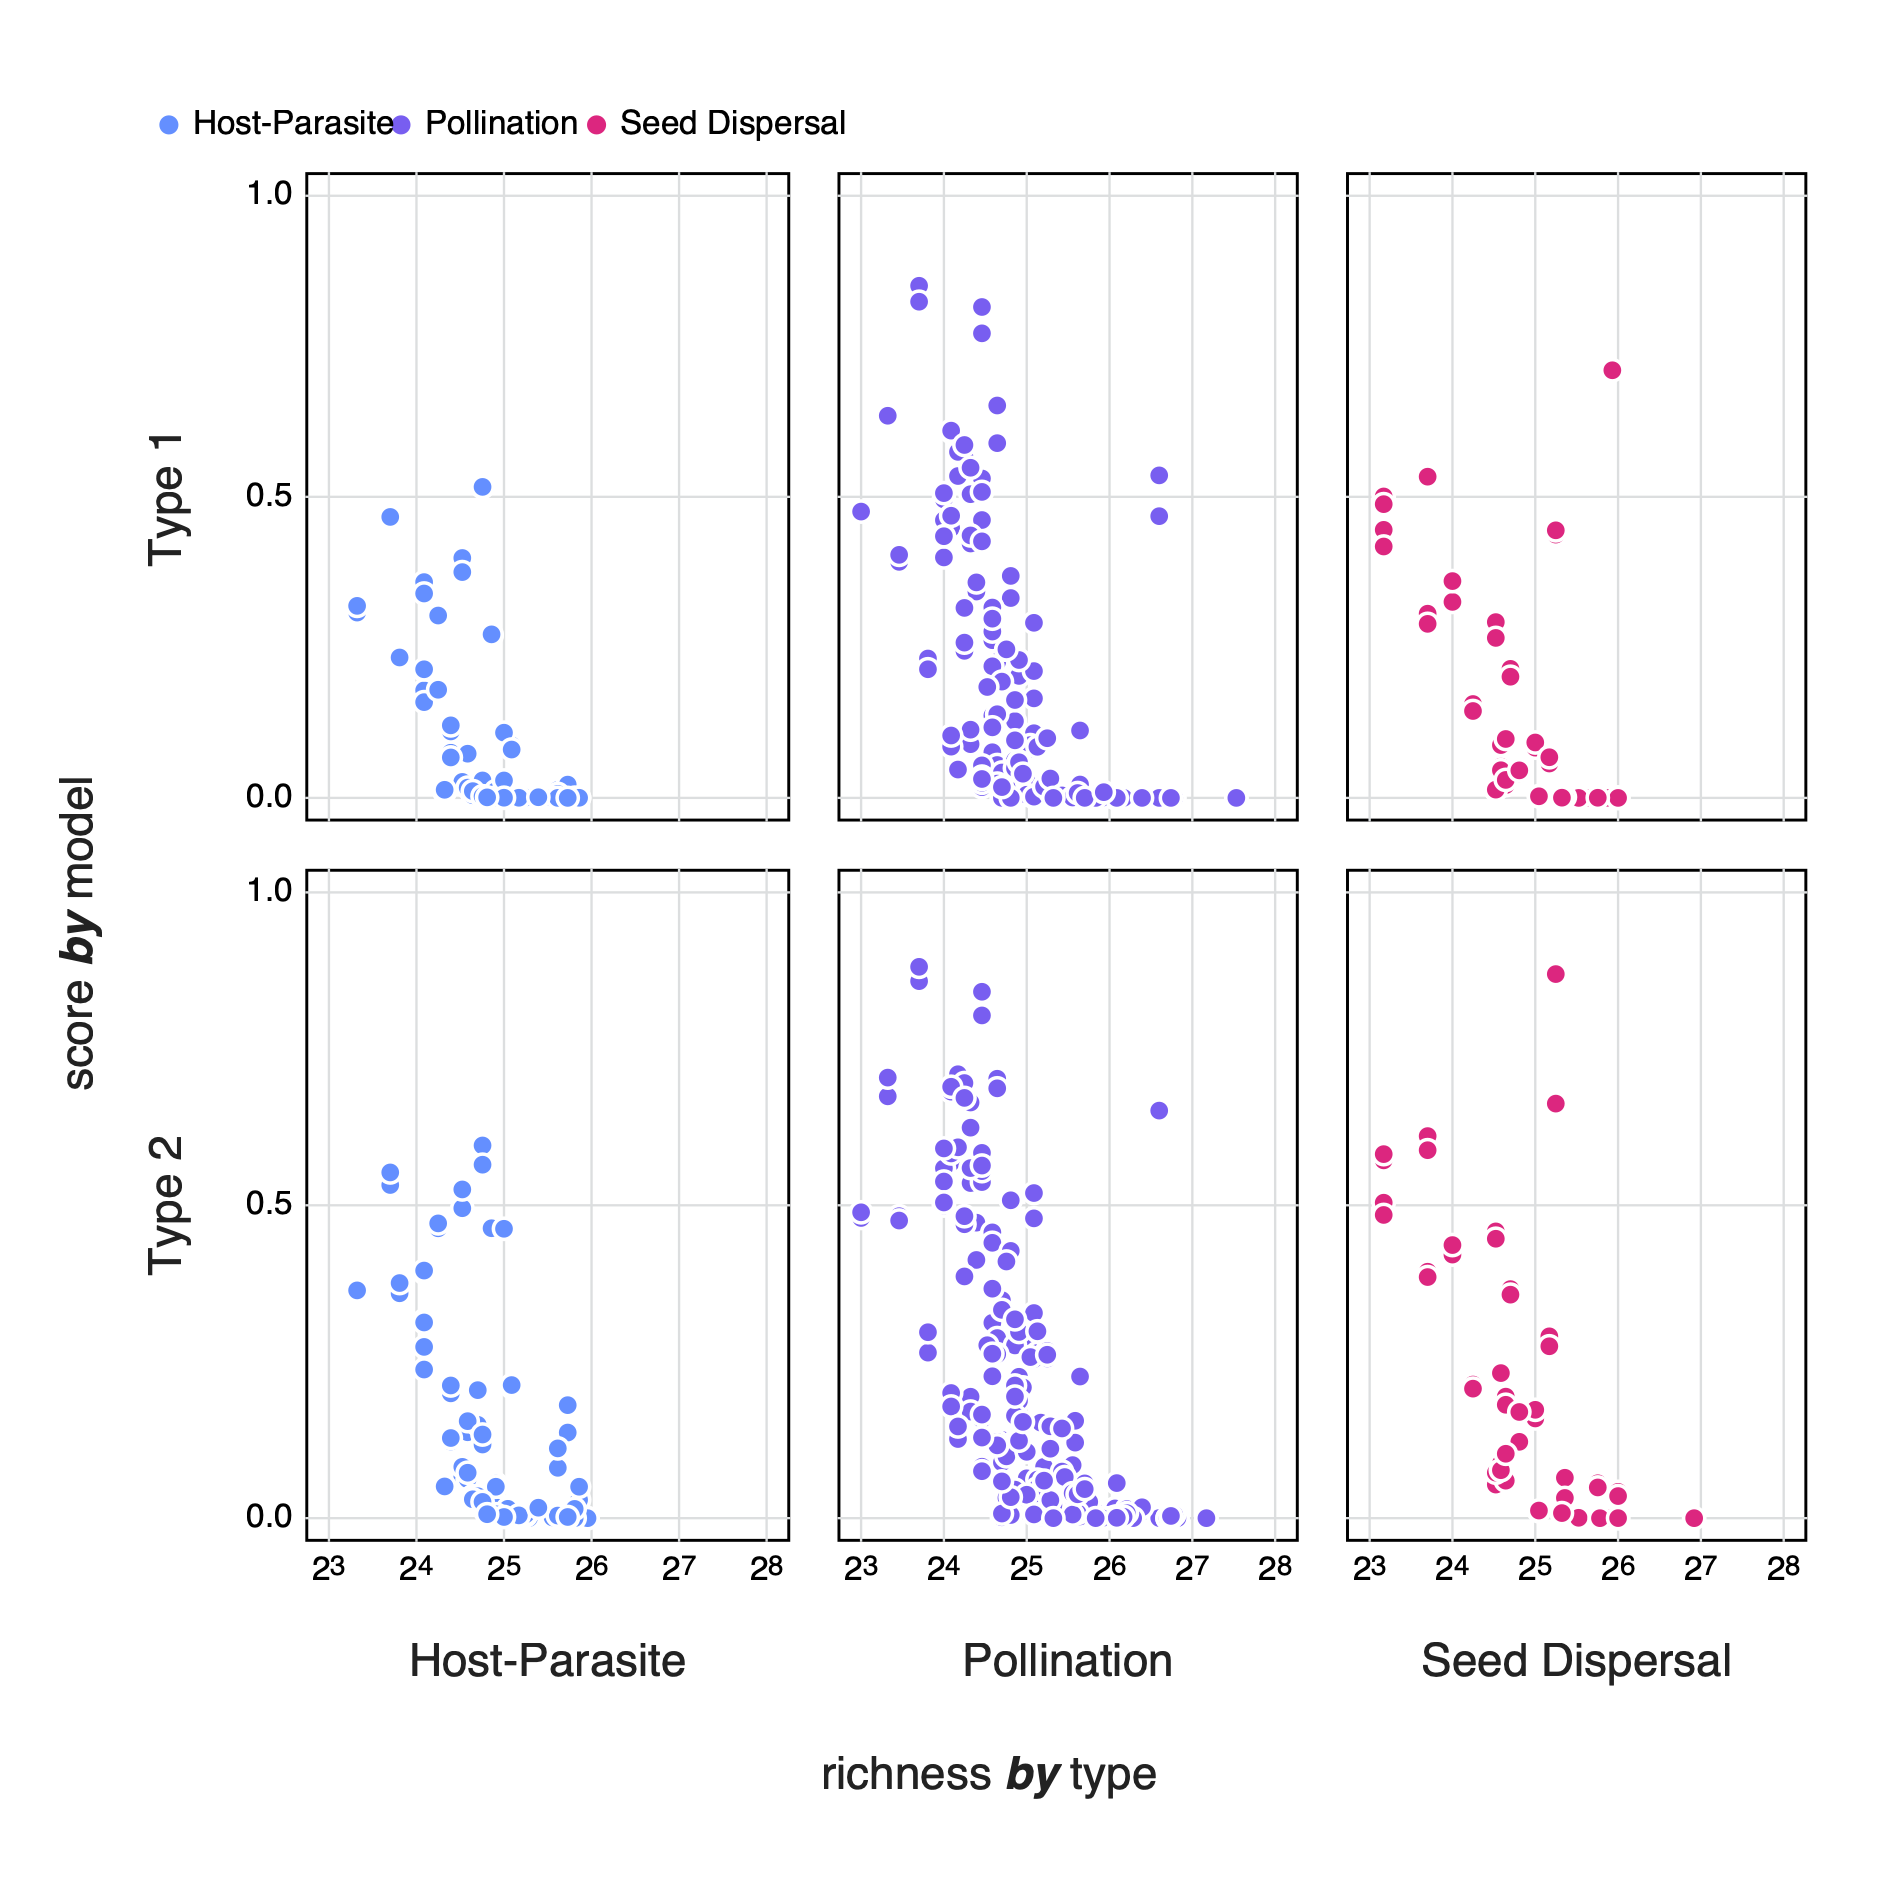 Host-Parasite Pollination Seed Dispersal
1.0
0.5
0.0
Type 1
1.0
0.5
0.0
Type 2
score by model
2³ 2⁴ 2⁵ 2⁶ 2⁷ 2⁸
2³ 2⁴ 2⁵ 2⁶ 2⁷ 2⁸
2³ 2⁴ 2⁵ 2⁶ 2⁷ 2⁸
Host-Parasite
Pollination
Seed Dispersal
richness by type